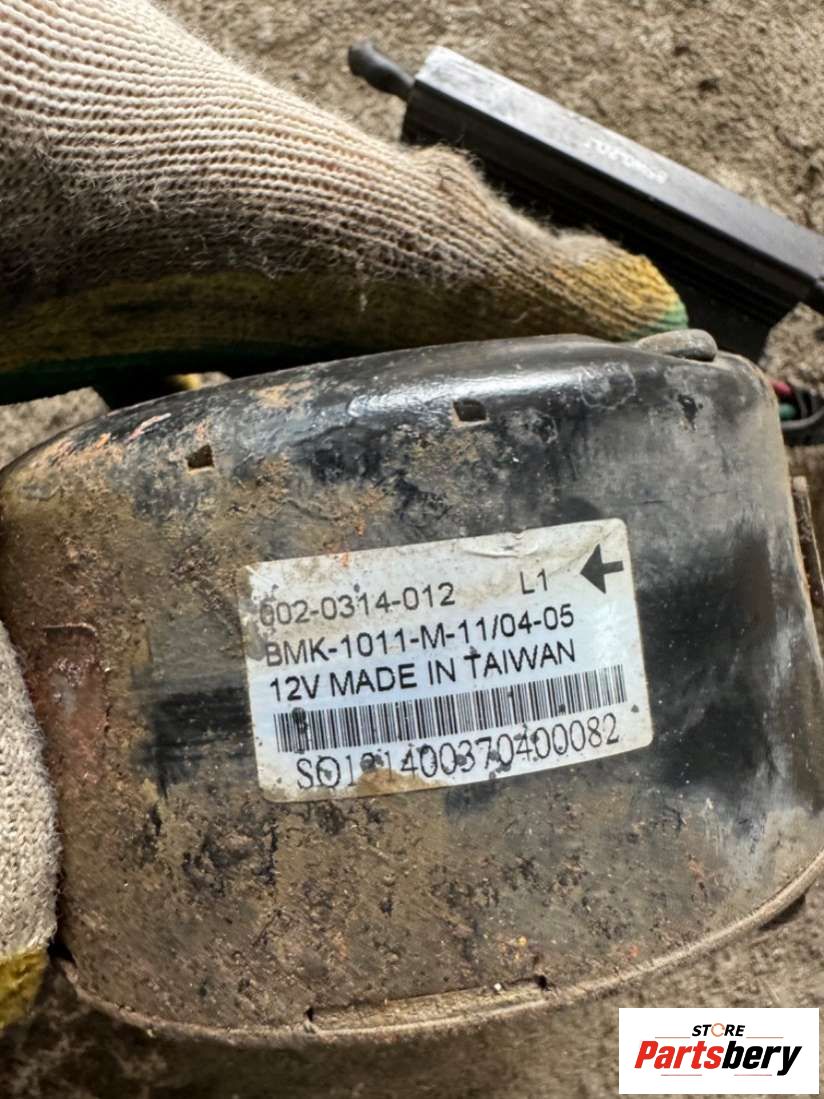 002-0314-012 L1
BMK-1011-M-11/04-05
12V MADE IN TAIWAN
STORE
Partsbery